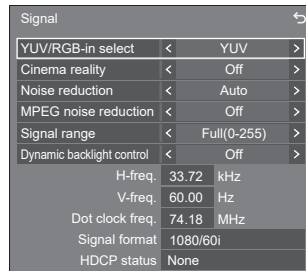 Signal
YUV/RGB-in select < YUV >
Cinema reality < Off >
Noise reduction < Auto >
MPEG noise reduction < Off >
Signal range < Full(0-255) >
Dynamic backlight control < Off >
H-freq. 33.72 kHz
V-freq. 60.00 Hz
Dot clock freq. 74.18 MHz
Signal format 1080/60i
HDCP status None